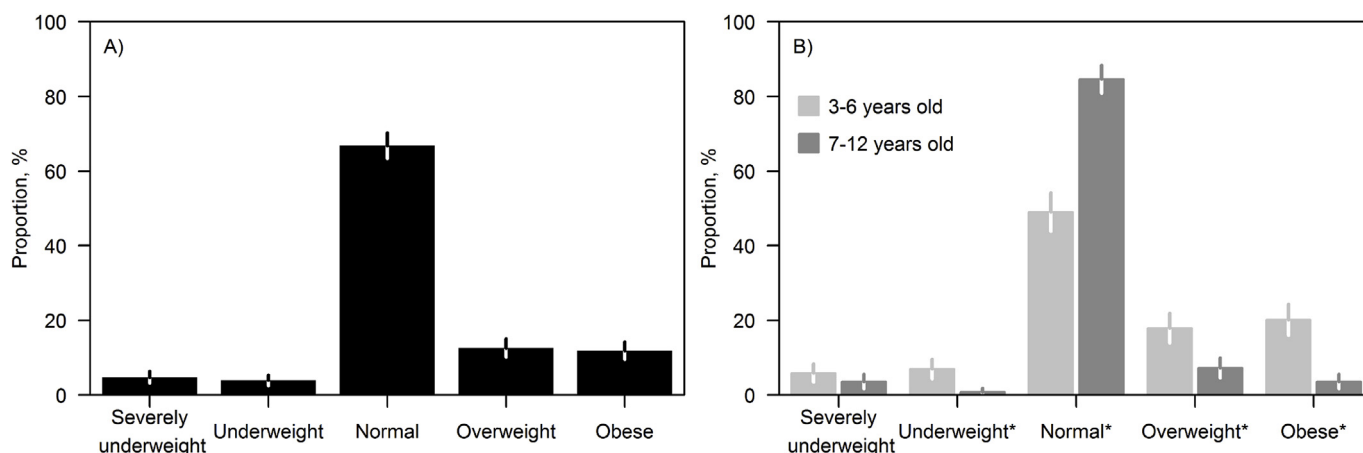 A)
Proportion, %
100
80
60
40
20
0
Severely
underweight
Underweight
Normal
Overweight
Obese
B)
3-6 years old
7-12 years old
Proportion, %
100
80
60
40
20
0
Severely
underweight
Underweight*
Normal*
Overweight*
Obese*